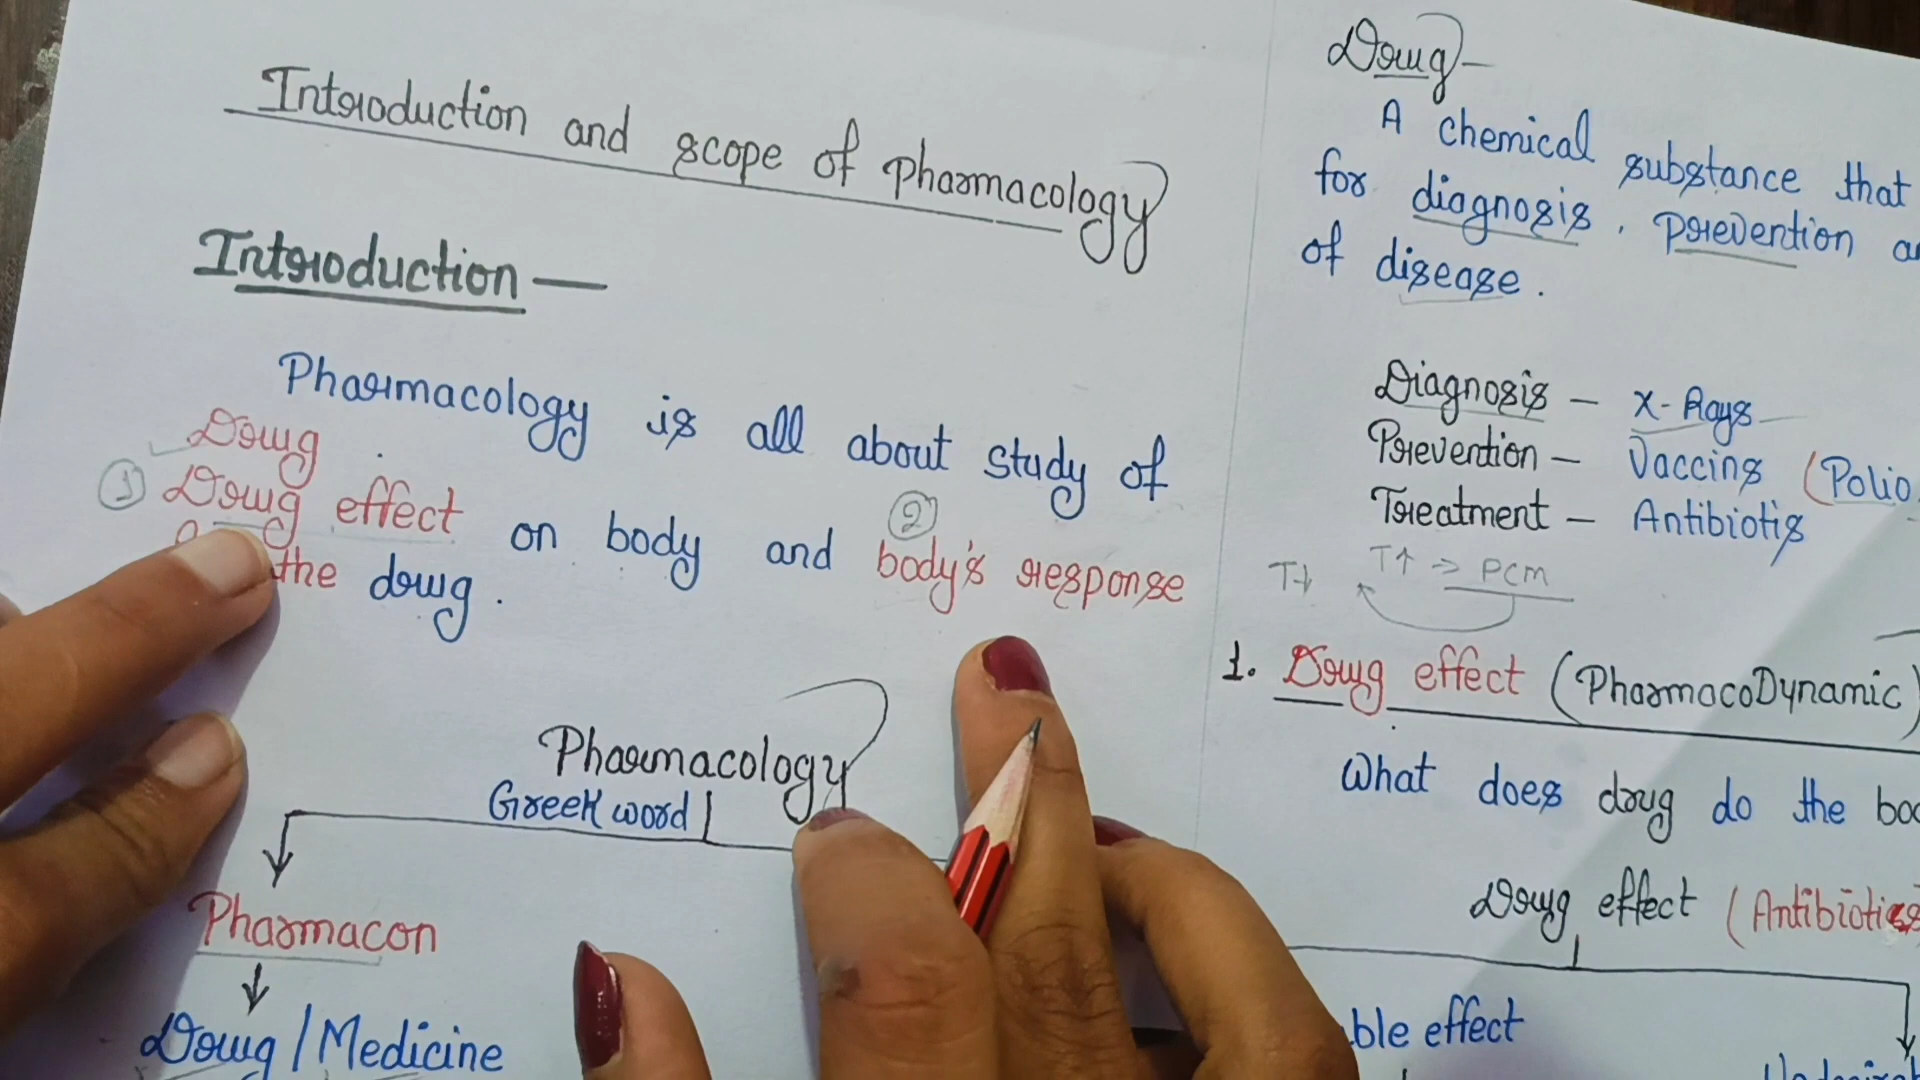 Introduction and scope of Pharmacology
Introduction —
Pharmacology is all about study of
Drug
① Drug effect on body and ② body's response
the drug.
Pharmacology
Greek word
Pharmacon
Drug / Medicine
Drug -
A chemical substance that
for diagnosis, Prevention
of disease.
Diagnosis - X-Rays
Prevention - Vaccins (Polio
Treatment - Antibiotis
T↓ T↑ → PCM
1. Drug effect (PharmacoDynamic)
What does drug do the
Drug effect (Antibiotics
ble effect